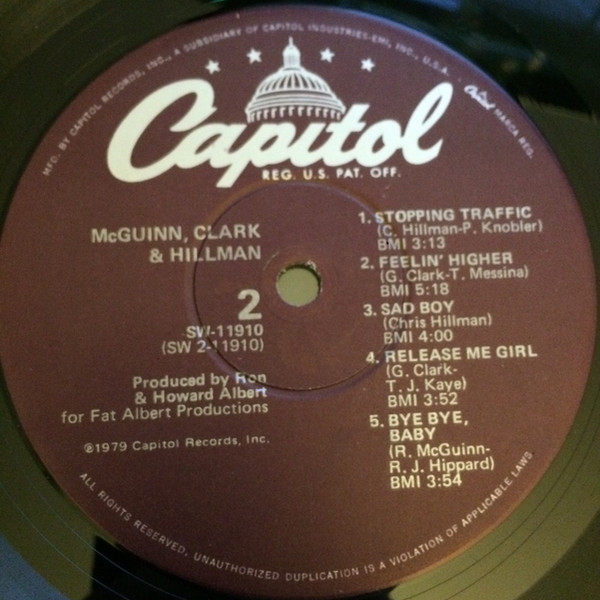 MFD. BY CAPITOL RECORDS, INC., A SUBSIDIARY OF CAPITOL INDUSTRIES-EMI, INC., U.S.A. • Capitol MARCA REG.
Capitol
REG. U.S. PAT. OFF.
McGUINN, CLARK
& HILLMAN
2
SW-11910
(SW 2-11910)
Produced by Ron
& Howard Albert
for Fat Albert Productions
℗1979 Capitol Records, Inc.
1. STOPPING TRAFFIC
(C. Hillman-P. Knobler)
BMI 3:13
2. FEELIN' HIGHER
(G. Clark-T. Messina)
BMI 5:18
3. SAD BOY
(Chris Hillman)
BMI 4:00
4. RELEASE ME GIRL
(G. Clark-
T. J. Kaye)
BMI 3:52
5. BYE BYE,
BABY
(R. McGuinn-
R. J. Hippard)
BMI 3:54
ALL RIGHTS RESERVED, UNAUTHORIZED DUPLICATION IS A VIOLATION OF APPLICABLE LAWS